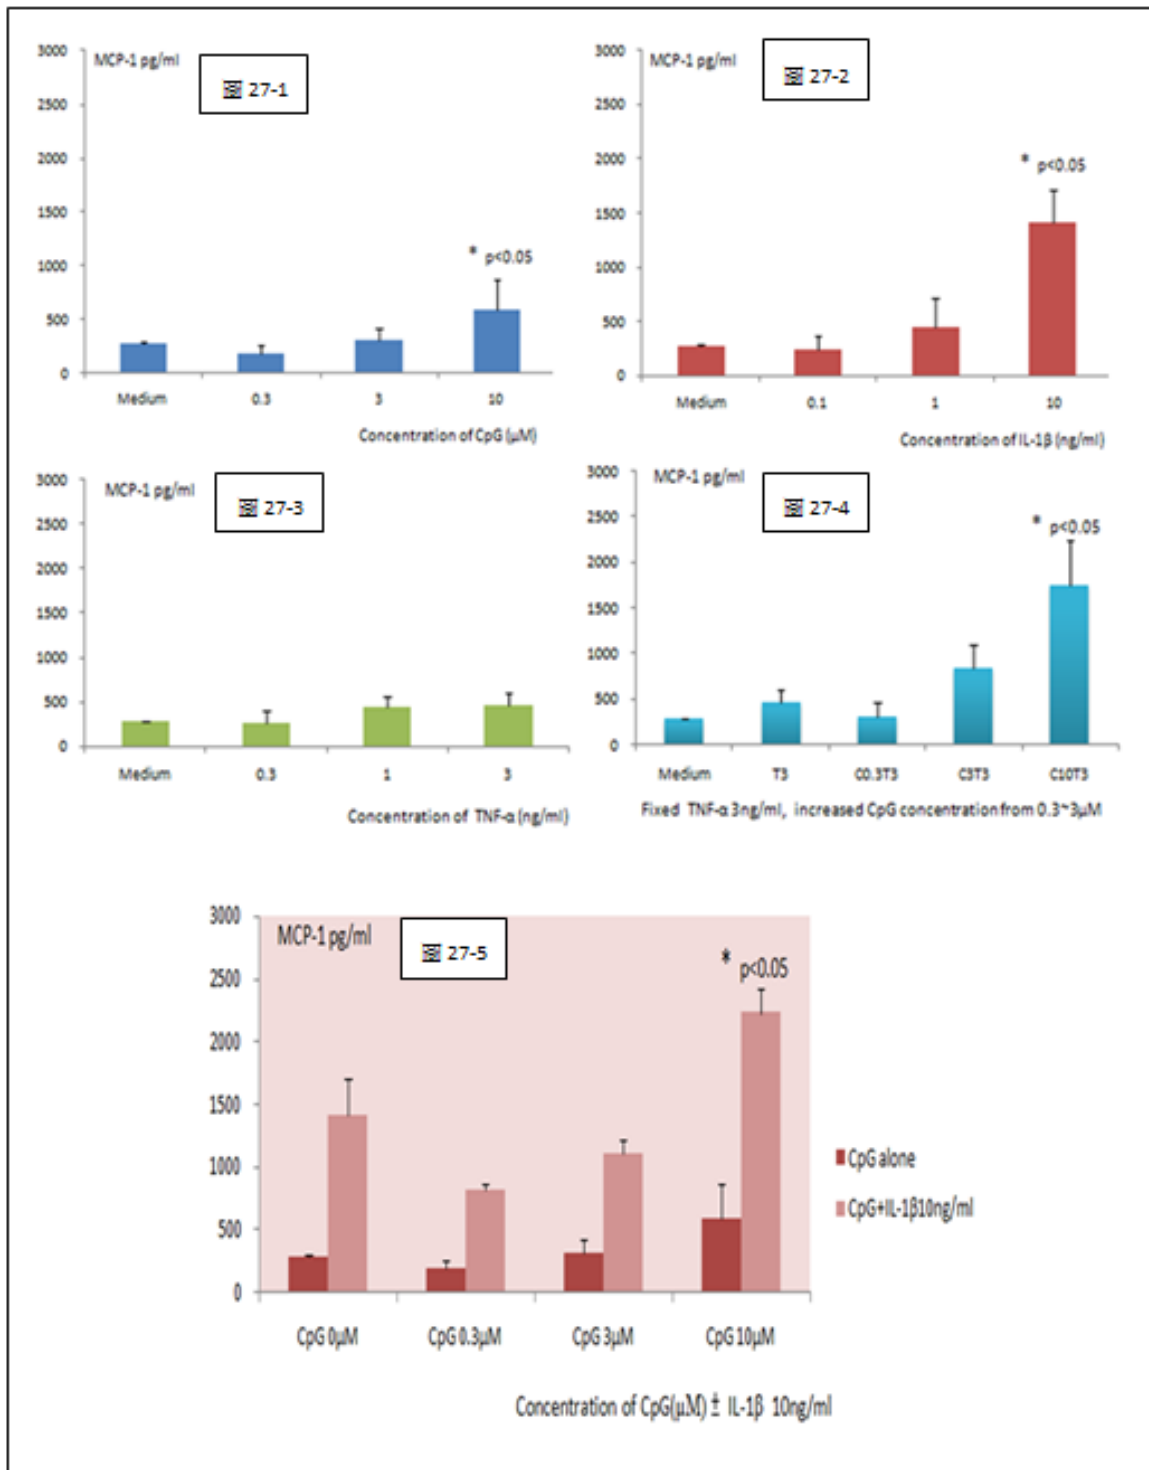 3000
MCP-1 pg/ml
圖 27-1
2500
2000
1500
1000
* p<0.05
500
0
Medium 0.3 3 10
Concentration of CpG (μM)
3000
MCP-1 pg/ml
圖 27-2
2500
2000
* p<0.05
1500
1000
500
0
Medium 0.1 1 10
Concentration of IL-1β (ng/ml)
3000
MCP-1 pg/ml
圖 27-3
2500
2000
1500
1000
500
0
Medium 0.3 1 3
Concentration of TNF-α (ng/ml)
3000
MCP-1 pg/ml
圖 27-4
2500
* p<0.05
2000
1500
1000
500
0
Medium T3 C0.3T3 C3T3 C10T3
Fixed TNF-α 3ng/ml, increased CpG concentration from 0.3~3μM
3000
MCP-1 pg/ml
圖 27-5
2500
* p<0.05
2000
1500
1000
500
0
CpG alone
CpG+IL-1β10ng/ml
CpG 0μM CpG 0.3μM CpG 3μM CpG 10μM
Concentration of CpG(μM) ± IL-1β 10ng/ml